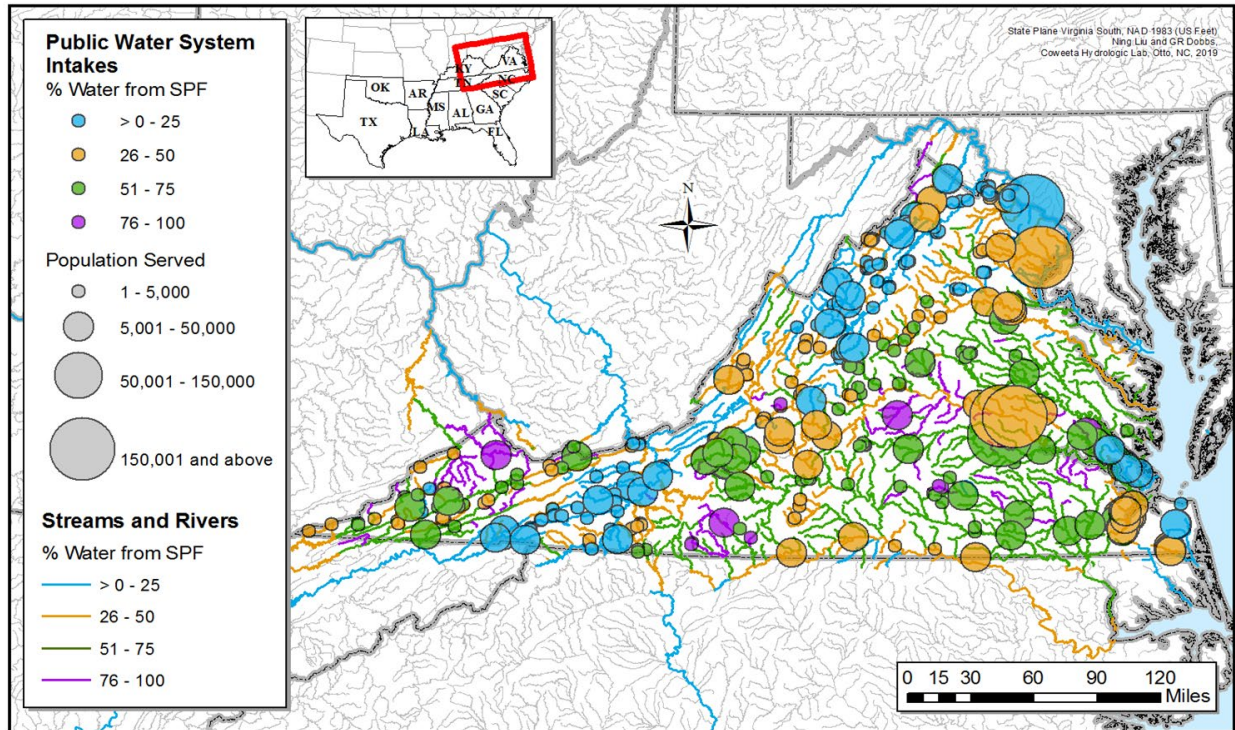 Public Water System
Intakes
% Water from SPF
> 0 - 25
26 - 50
51 - 75
76 - 100
Population Served
1 - 5,000
5,001 - 50,000
50,001 - 150,000
150,001 and above
Streams and Rivers
% Water from SPF
> 0 - 25
26 - 50
51 - 75
76 - 100
KY
VA
TN
NC
OK
AR
SC
MS
AL
GA
TX
LA
FL
State Plane Virginia South, NAD 1983 (US Feet)
Ning Liu and GR Dobbs,
Coweeta Hydrologic Lab, Otto, NC, 2019
N
0 15 30 60 90 120
Miles